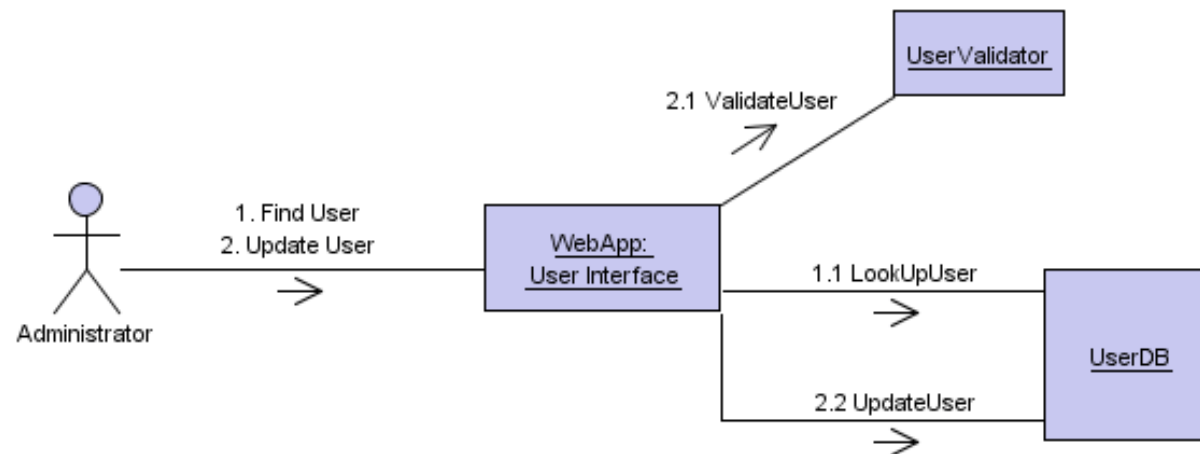 UserValidator
2.1 ValidateUser
1. Find User
2. Update User
WebApp:
User Interface
1.1 LookUpUser
Administrator
UserDB
2.2 UpdateUser